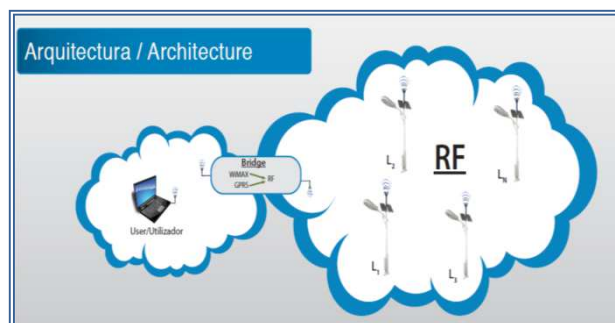 Arquitectura / Architecture
Bridge
WiMAX
GPRS
RF
User/Utilizador
RF
L2
LN
L1
L3